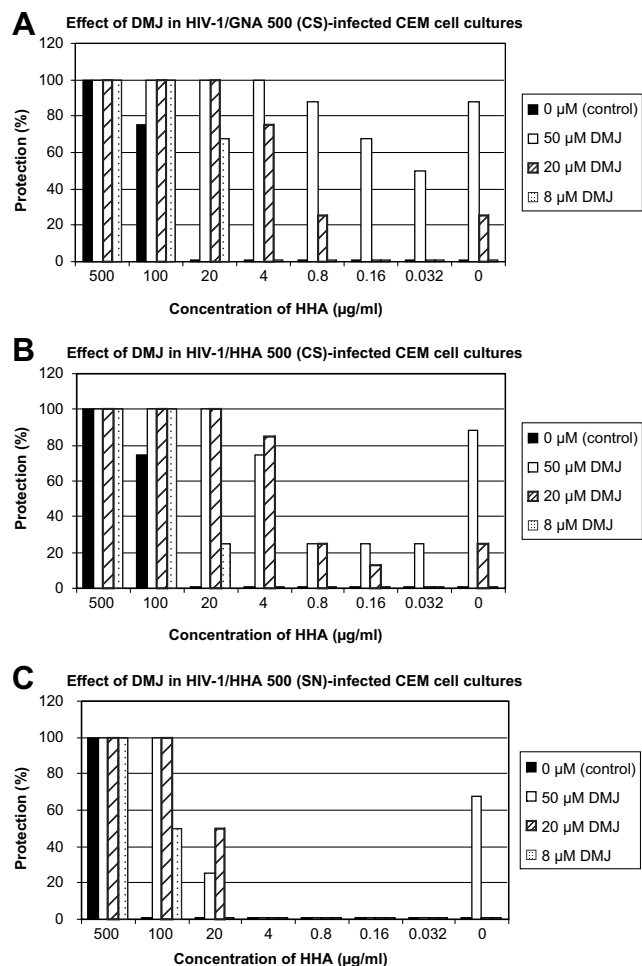 A
Effect of DMJ in HIV-1/GNA 500 (CS)-infected CEM cell cultures
120
100
80
60
40
20
0
Protection (%)
500 100 20 4 0.8 0.16 0.032 0
Concentration of HHA (µg/ml)
0 µM (control)
50 µM DMJ
20 µM DMJ
8 µM DMJ
B
Effect of DMJ in HIV-1/HHA 500 (CS)-infected CEM cell cultures
120
100
80
60
40
20
0
Protection (%)
500 100 20 4 0.8 0.16 0.032 0
Concentration of HHA (µg/ml)
0 µM (control)
50 µM DMJ
20 µM DMJ
8 µM DMJ
C
Effect of DMJ in HIV-1/HHA 500 (SN)-infected CEM cell cultures
120
100
80
60
40
20
0
Protection (%)
500 100 20 4 0.8 0.16 0.032 0
Concentration of HHA (µg/ml)
0 µM (control)
50 µM DMJ
20 µM DMJ
8 µM DMJ